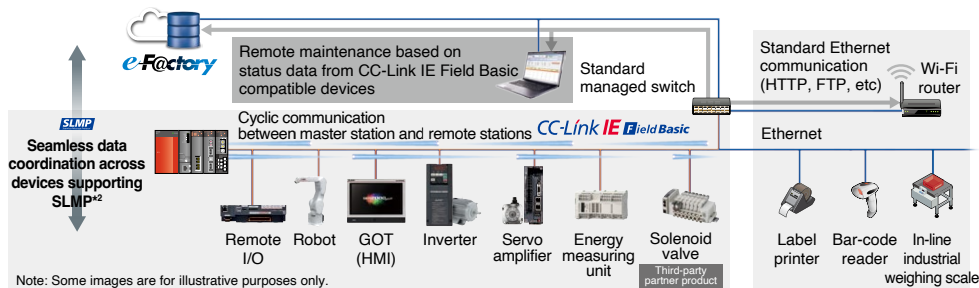 e-F@ctory
Remote maintenance based on
status data from CC-Link IE Field Basic
compatible devices
Standard
managed switch
Standard Ethernet
communication
(HTTP, FTP, etc)
Wi-Fi
router
SLMP
Seamless data
coordination across
devices supporting
SLMP*2
Cyclic communication
between master station and remote stations
CC-Link IE Field Basic
Ethernet
Remote
I/O
Robot
GOT
(HMI)
Inverter
Servo
amplifier
Energy
measuring
unit
Solenoid
valve
Third-party
partner product
Label
printer
Bar-code
reader
In-line
industrial
weighing scale
Note: Some images are for illustrative purposes only.